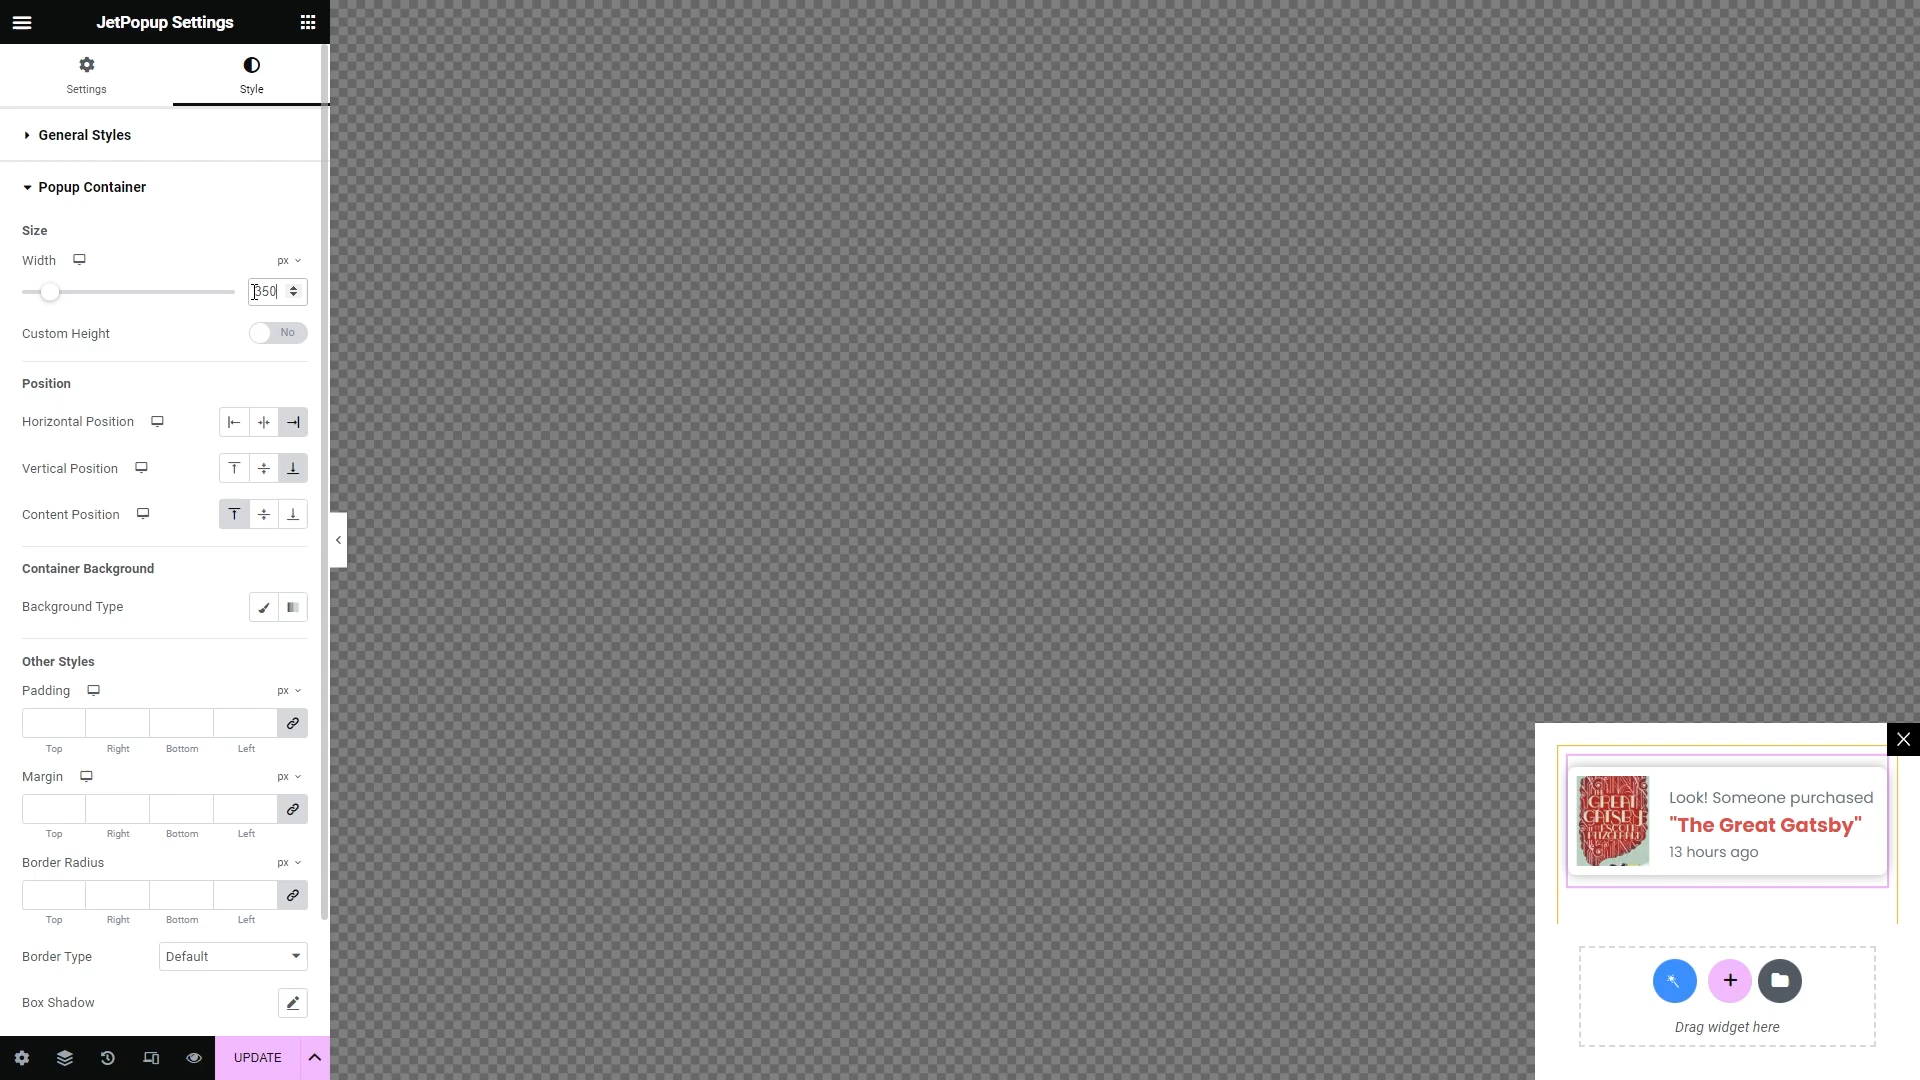 JetPopup Settings
Settings
Style
General Styles
Popup Container
Size
Width
px
350
Custom Height
No
Position
Horizontal Position
Vertical Position
Content Position
Container Background
Background Type
Other Styles
Padding
px
Top Right Bottom Left
Margin
px
Top Right Bottom Left
Border Radius
px
Top Right Bottom Left
Border Type
Default
Box Shadow
UPDATE
THE GREAT GATSBY
Look! Someone purchased
"The Great Gatsby"
13 hours ago
Drag widget here